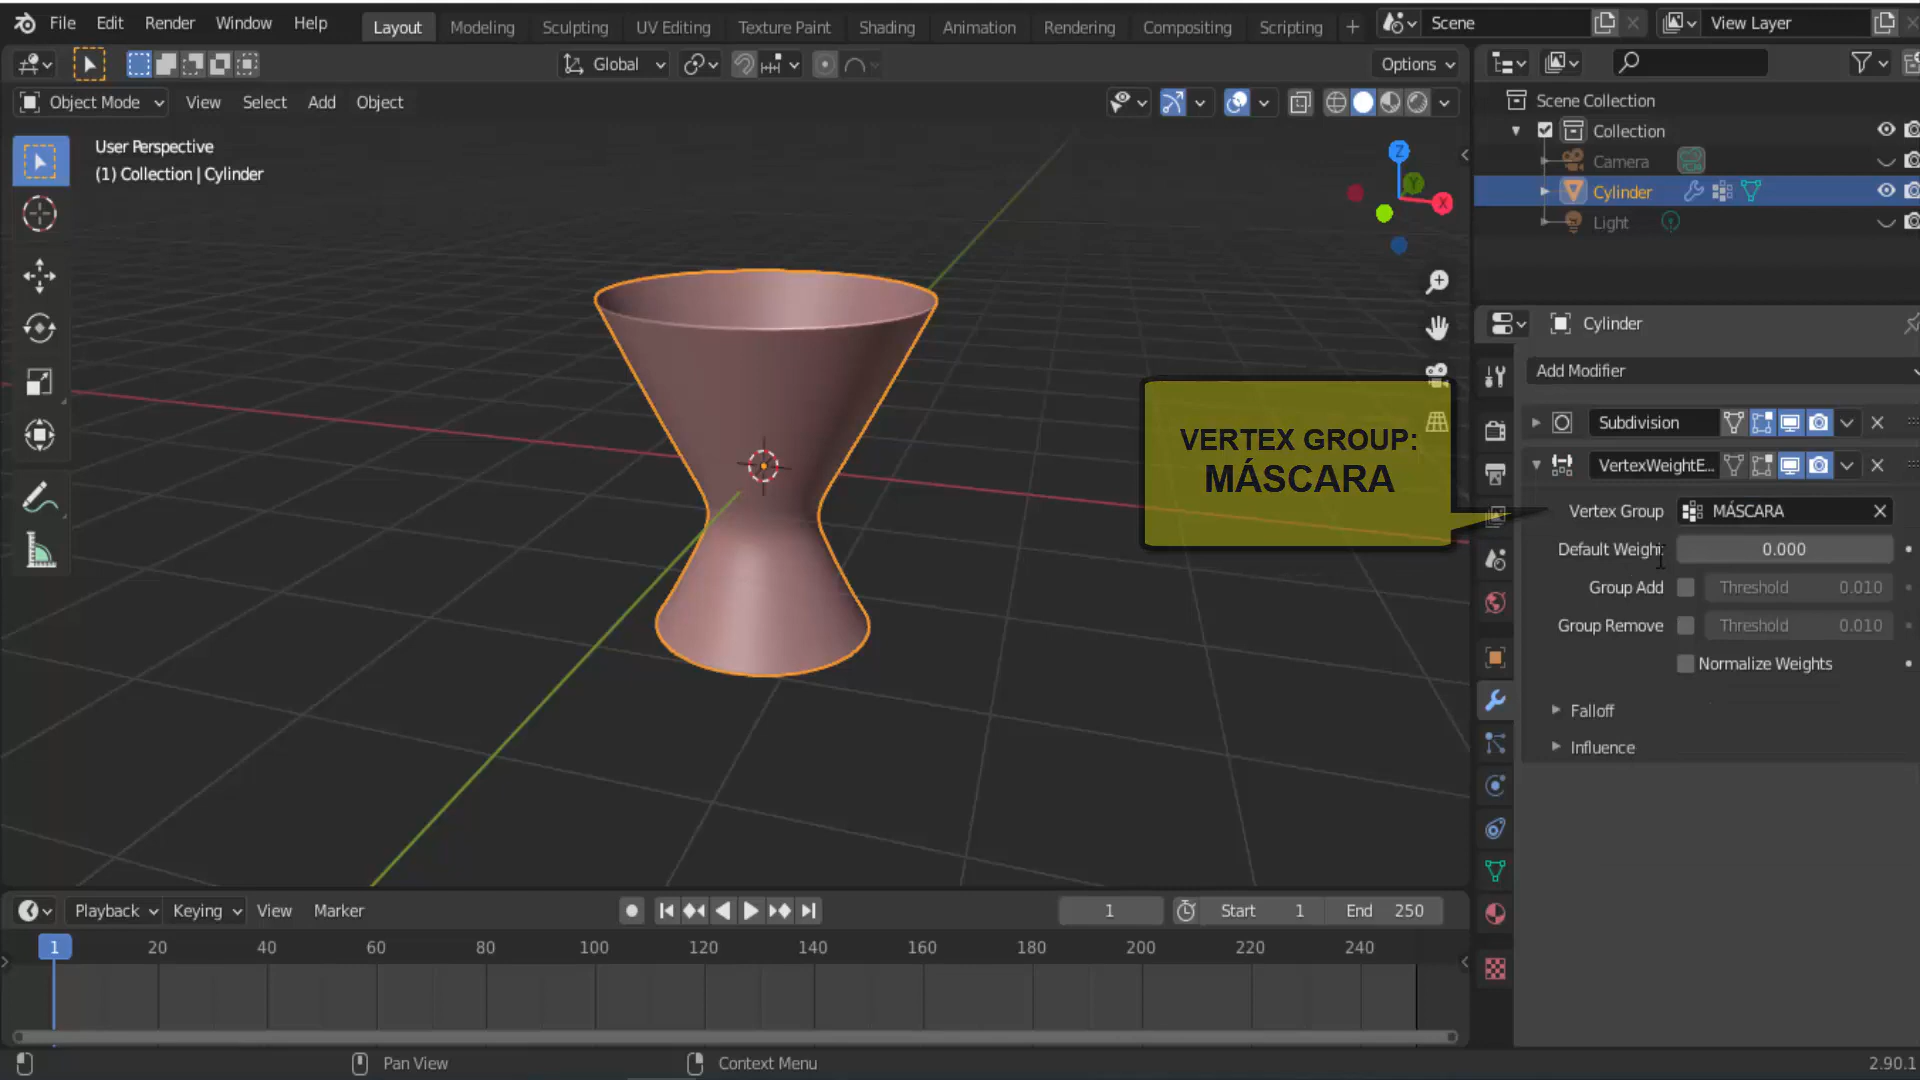 File Edit Render Window Help
Layout Modeling Sculpting UV Editing Texture Paint Shading Animation Rendering Compositing Scripting +
Scene
View Layer
Global
Options
Object Mode View Select Add Object
User Perspective
(1) Collection | Cylinder
Z
Y
X
Scene Collection
Collection
Camera
Cylinder
Light
Cylinder
Add Modifier
Subdivision
VertexWeightE...
Vertex Group MÁSCARA
Default Weight 0.000
Group Add Threshold 0.010
Group Remove Threshold 0.010
Normalize Weights
Falloff
Influence
VERTEX GROUP:
MÁSCARA
Playback Keying View Marker
1 Start 1 End 250
1 20 40 60 80 100 120 140 160 180 200 220 240
Pan View
Context Menu
2.90.1